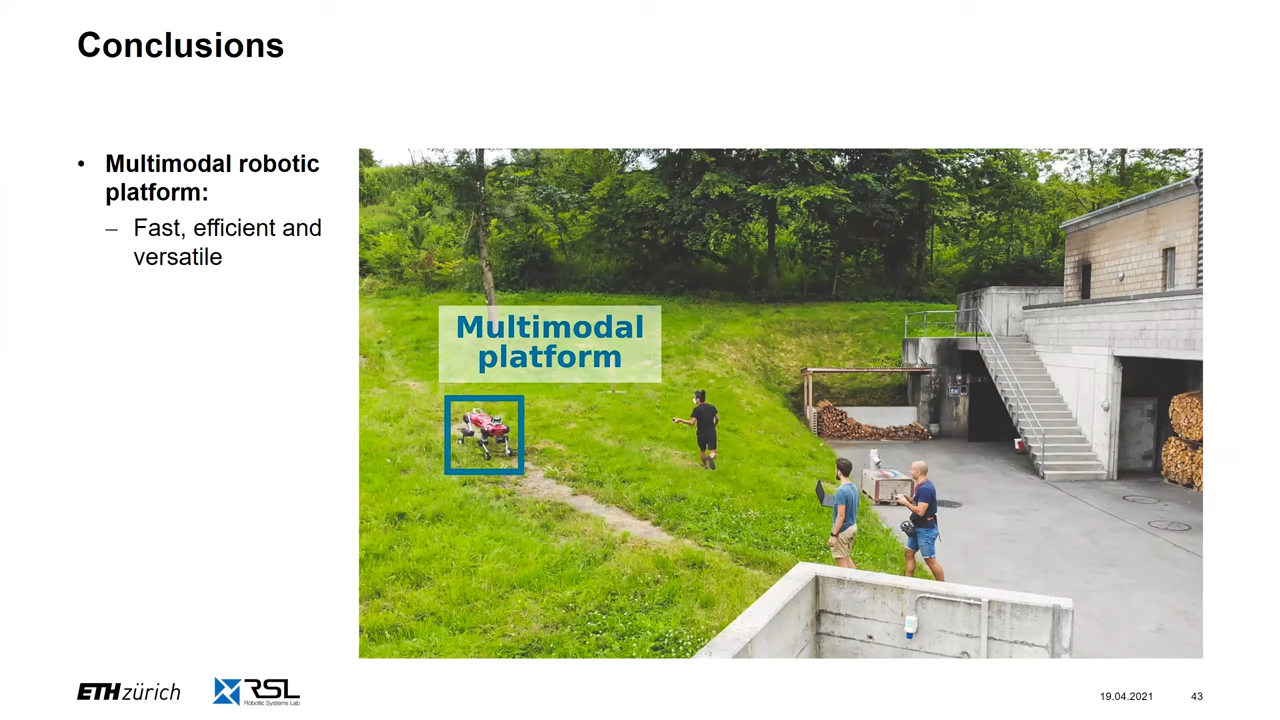 Conclusions
• Multimodal robotic
platform:
– Fast, efficient and
versatile
Multimodal
platform
ETH zürich
RSL
Robotic Systems Lab
19.04.2021
43